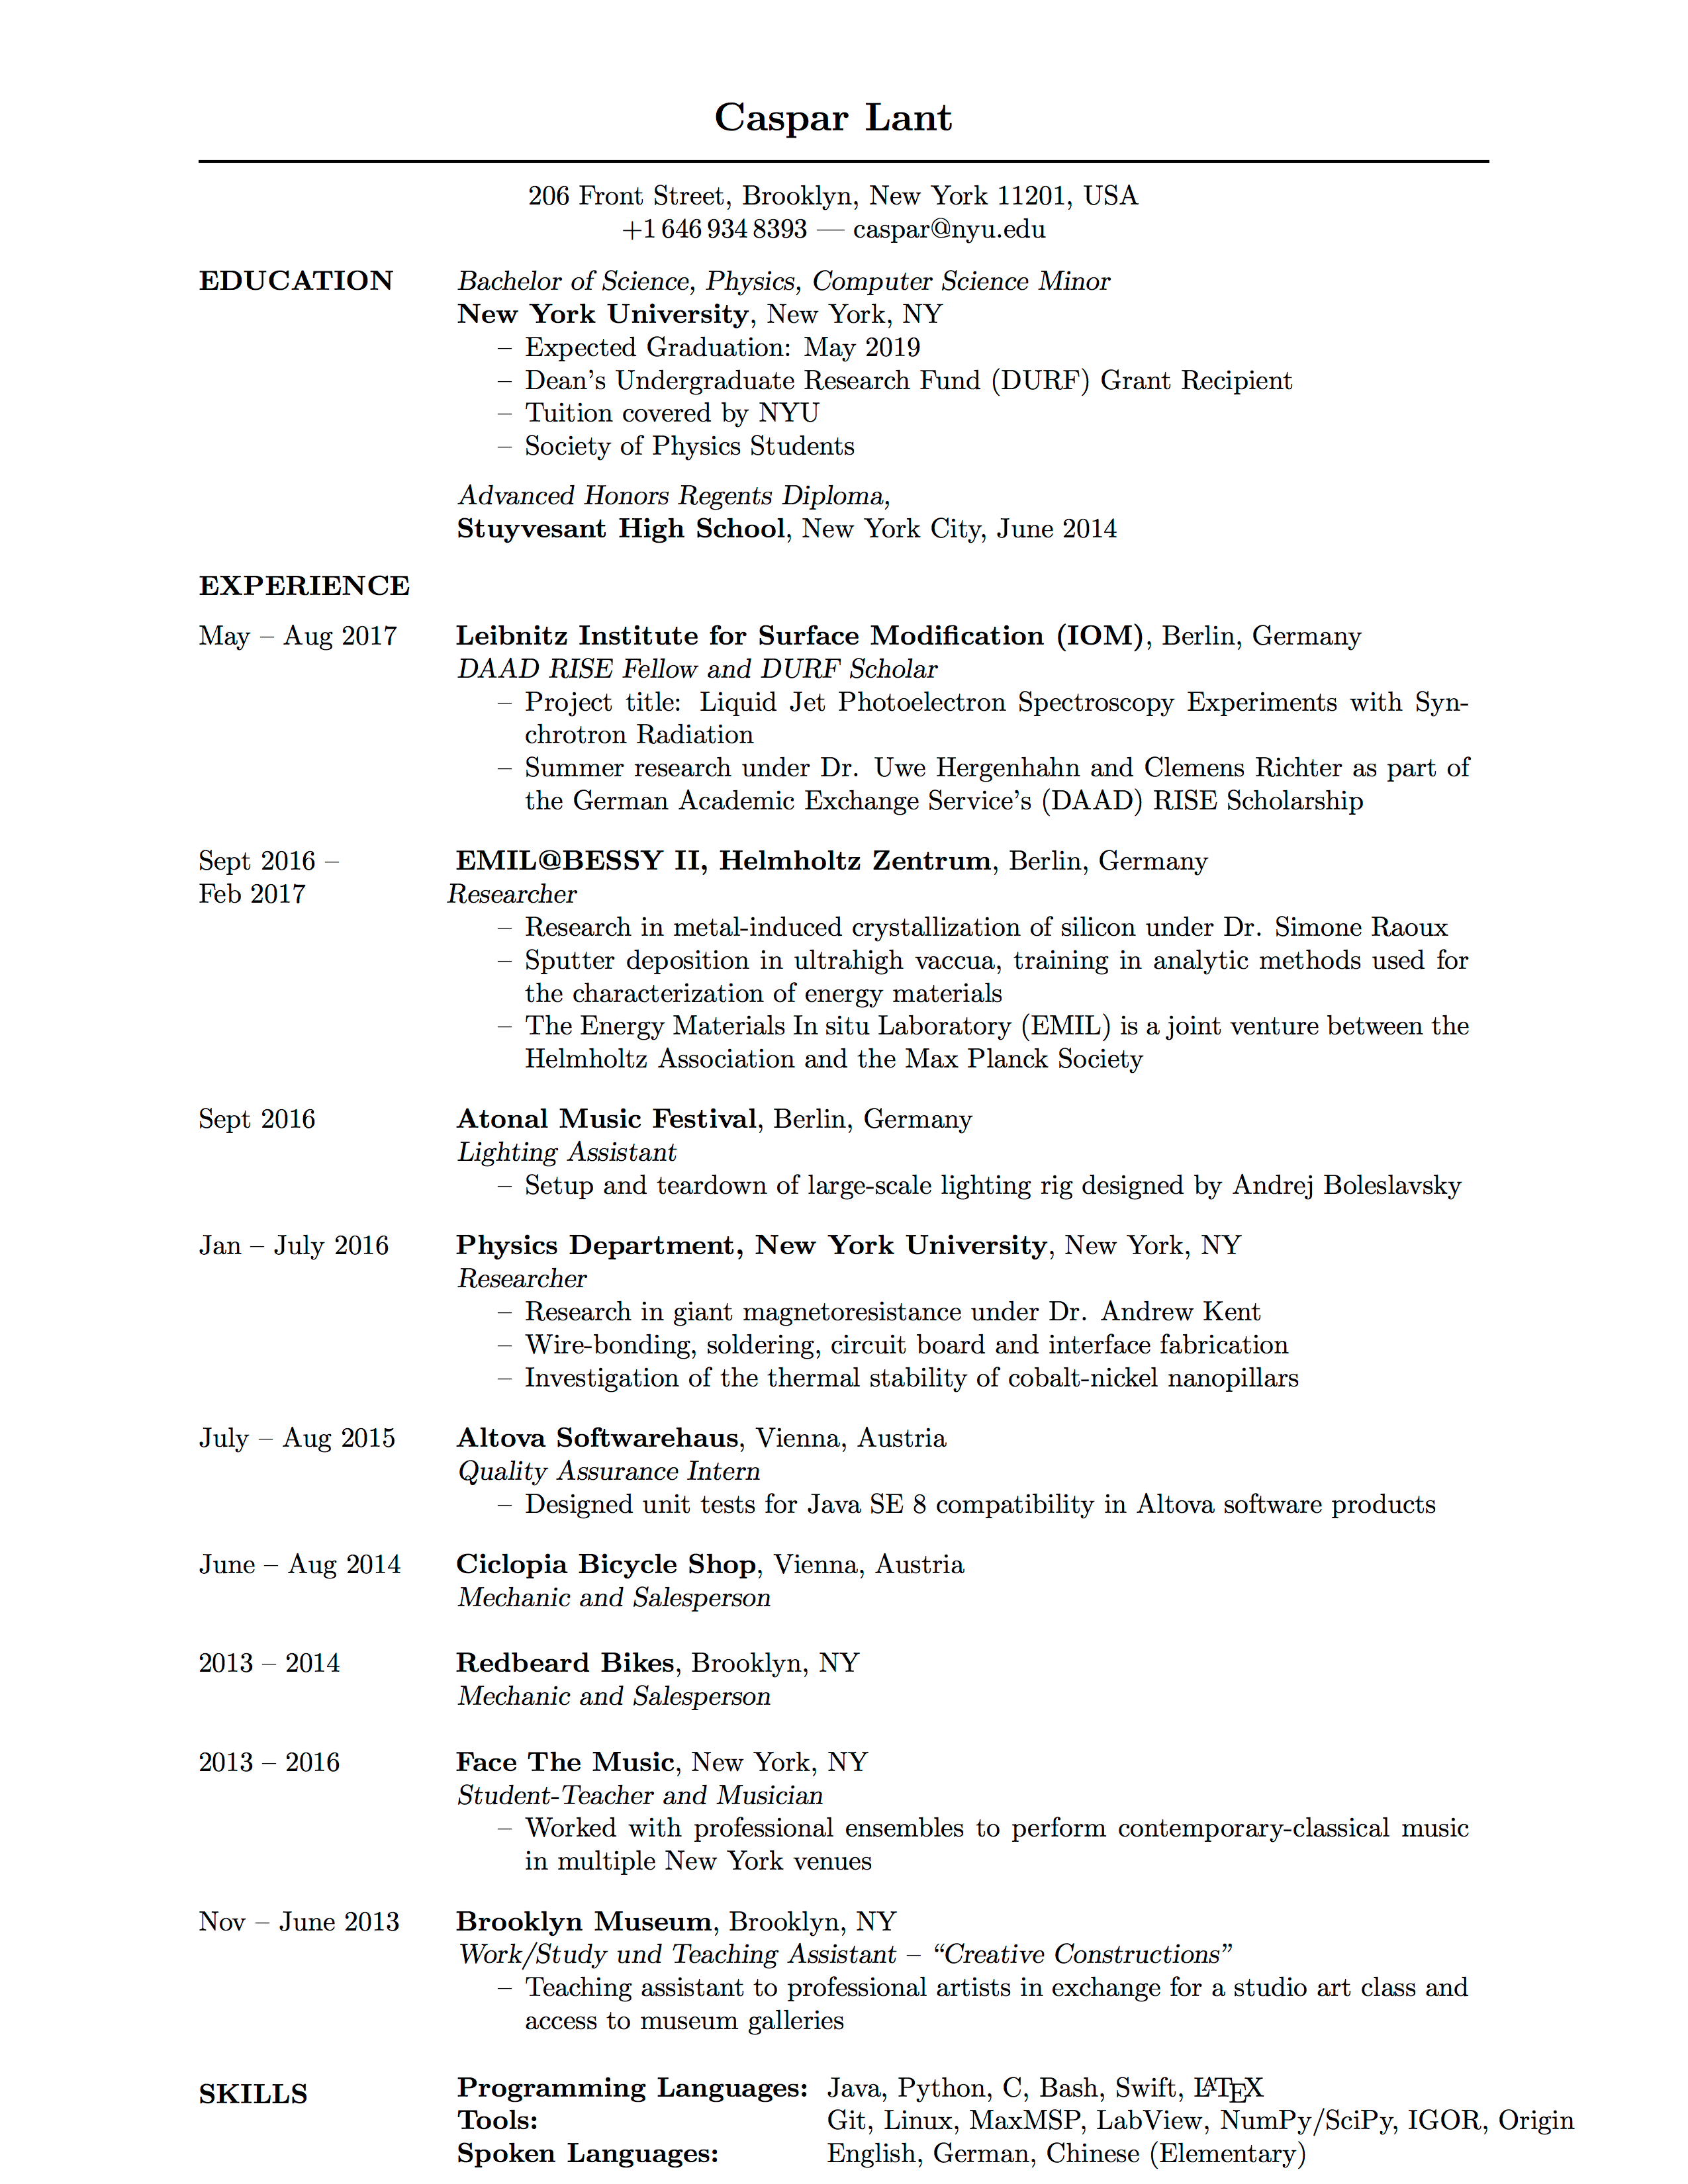 Caspar Lant
206 Front Street, Brooklyn, New York 11201, USA
+1 646 934 8393 — caspar@nyu.edu
EDUCATION Bachelor of Science, Physics, Computer Science Minor
New York University, New York, NY
– Expected Graduation: May 2019
– Dean's Undergraduate Research Fund (DURF) Grant Recipient
– Tuition covered by NYU
– Society of Physics Students
Advanced Honors Regents Diploma,
Stuyvesant High School, New York City, June 2014
EXPERIENCE
May – Aug 2017 Leibnitz Institute for Surface Modification (IOM), Berlin, Germany
DAAD RISE Fellow and DURF Scholar
– Project title: Liquid Jet Photoelectron Spectroscopy Experiments with Syn-
chrotron Radiation
– Summer research under Dr. Uwe Hergenhahn and Clemens Richter as part of
the German Academic Exchange Service's (DAAD) RISE Scholarship
Sept 2016 – EMIL@BESSY II, Helmholtz Zentrum, Berlin, Germany
Feb 2017 Researcher
– Research in metal-induced crystallization of silicon under Dr. Simone Raoux
– Sputter deposition in ultrahigh vaccua, training in analytic methods used for
the characterization of energy materials
– The Energy Materials In situ Laboratory (EMIL) is a joint venture between the
Helmholtz Association and the Max Planck Society
Sept 2016 Atonal Music Festival, Berlin, Germany
Lighting Assistant
– Setup and teardown of large-scale lighting rig designed by Andrej Boleslavsky
Jan – July 2016 Physics Department, New York University, New York, NY
Researcher
– Research in giant magnetoresistance under Dr. Andrew Kent
– Wire-bonding, soldering, circuit board and interface fabrication
– Investigation of the thermal stability of cobalt-nickel nanopillars
July – Aug 2015 Altova Softwarehaus, Vienna, Austria
Quality Assurance Intern
– Designed unit tests for Java SE 8 compatibility in Altova software products
June – Aug 2014 Ciclopia Bicycle Shop, Vienna, Austria
Mechanic and Salesperson
2013 – 2014 Redbeard Bikes, Brooklyn, NY
Mechanic and Salesperson
2013 – 2016 Face The Music, New York, NY
Student-Teacher and Musician
– Worked with professional ensembles to perform contemporary-classical music
in multiple New York venues
Nov – June 2013 Brooklyn Museum, Brooklyn, NY
Work/Study und Teaching Assistant – “Creative Constructions”
– Teaching assistant to professional artists in exchange for a studio art class and
access to museum galleries
SKILLS Programming Languages: Java, Python, C, Bash, Swift, LATEX
Tools: Git, Linux, MaxMSP, LabView, NumPy/SciPy, IGOR, Origin
Spoken Languages: English, German, Chinese (Elementary)